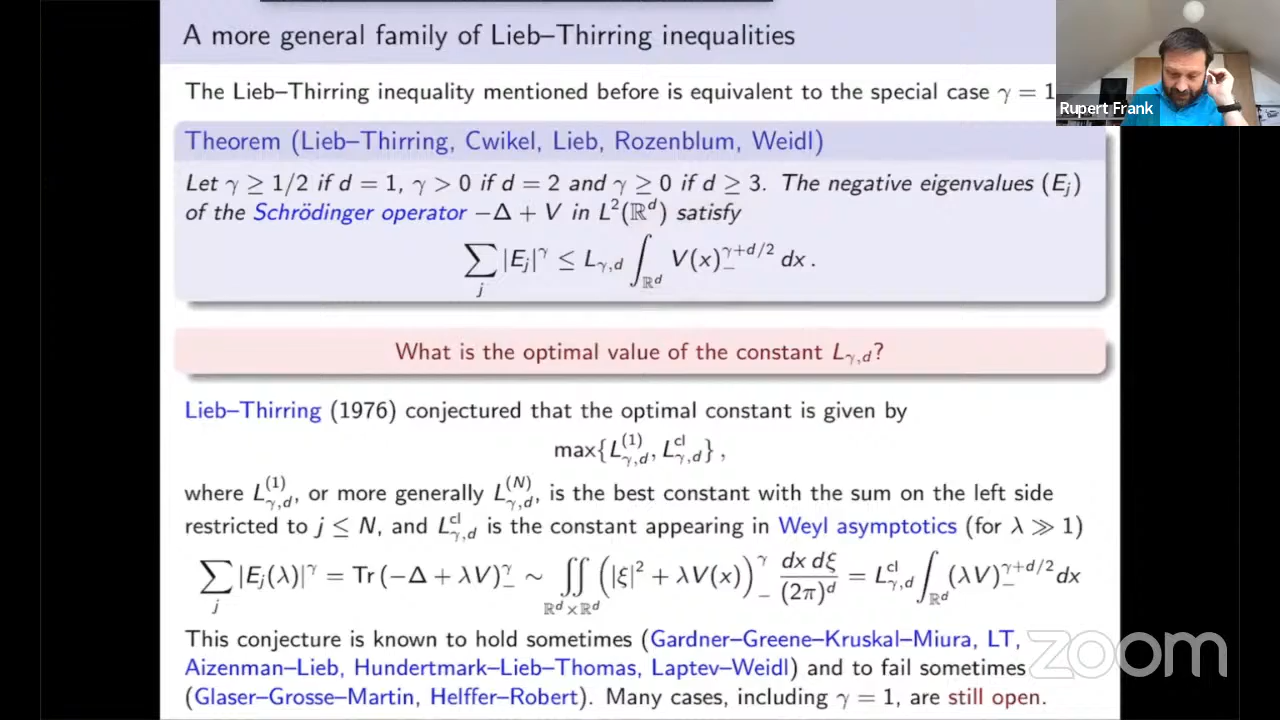 A more general family of Lieb–Thirring inequalities
Rupert Frank
The Lieb–Thirring inequality mentioned before is equivalent to the special case γ = 1
Theorem (Lieb–Thirring, Cwikel, Lieb, Rozenblum, Weidl)
Let γ ≥ 1/2 if d = 1, γ > 0 if d = 2 and γ ≥ 0 if d ≥ 3. The negative eigenvalues (E_j)
of the Schrödinger operator −Δ + V in L²(ℝ^d) satisfy
∑_j |E_j|^γ ≤ L_{γ,d} ∫_{ℝ^d} V(x)_−^{γ+d/2} dx .
What is the optimal value of the constant L_{γ,d}?
Lieb–Thirring (1976) conjectured that the optimal constant is given by
max{L_{γ,d}^{(1)}, L_{γ,d}^{cl}} ,
where L_{γ,d}^{(1)}, or more generally L_{γ,d}^{(N)}, is the best constant with the sum on the left side
restricted to j ≤ N, and L_{γ,d}^{cl} is the constant appearing in Weyl asymptotics (for λ ≫ 1)
∑_j |E_j(λ)|^γ = Tr (−Δ + λV)_−^γ ∼ ∬_{ℝ^d×ℝ^d} (|ξ|² + λV(x))_−^γ dx dξ / (2π)^d = L_{γ,d}^{cl} ∫_{ℝ^d} (λV)_−^{γ+d/2} dx
This conjecture is known to hold sometimes (Gardner–Greene–Kruskal–Miura, LT,
Aizenman–Lieb, Hundertmark–Lieb–Thomas, Laptev–Weidl) and to fail sometimes
(Glaser–Grosse–Martin, Helffer–Robert). Many cases, including γ = 1, are still open.
zoom